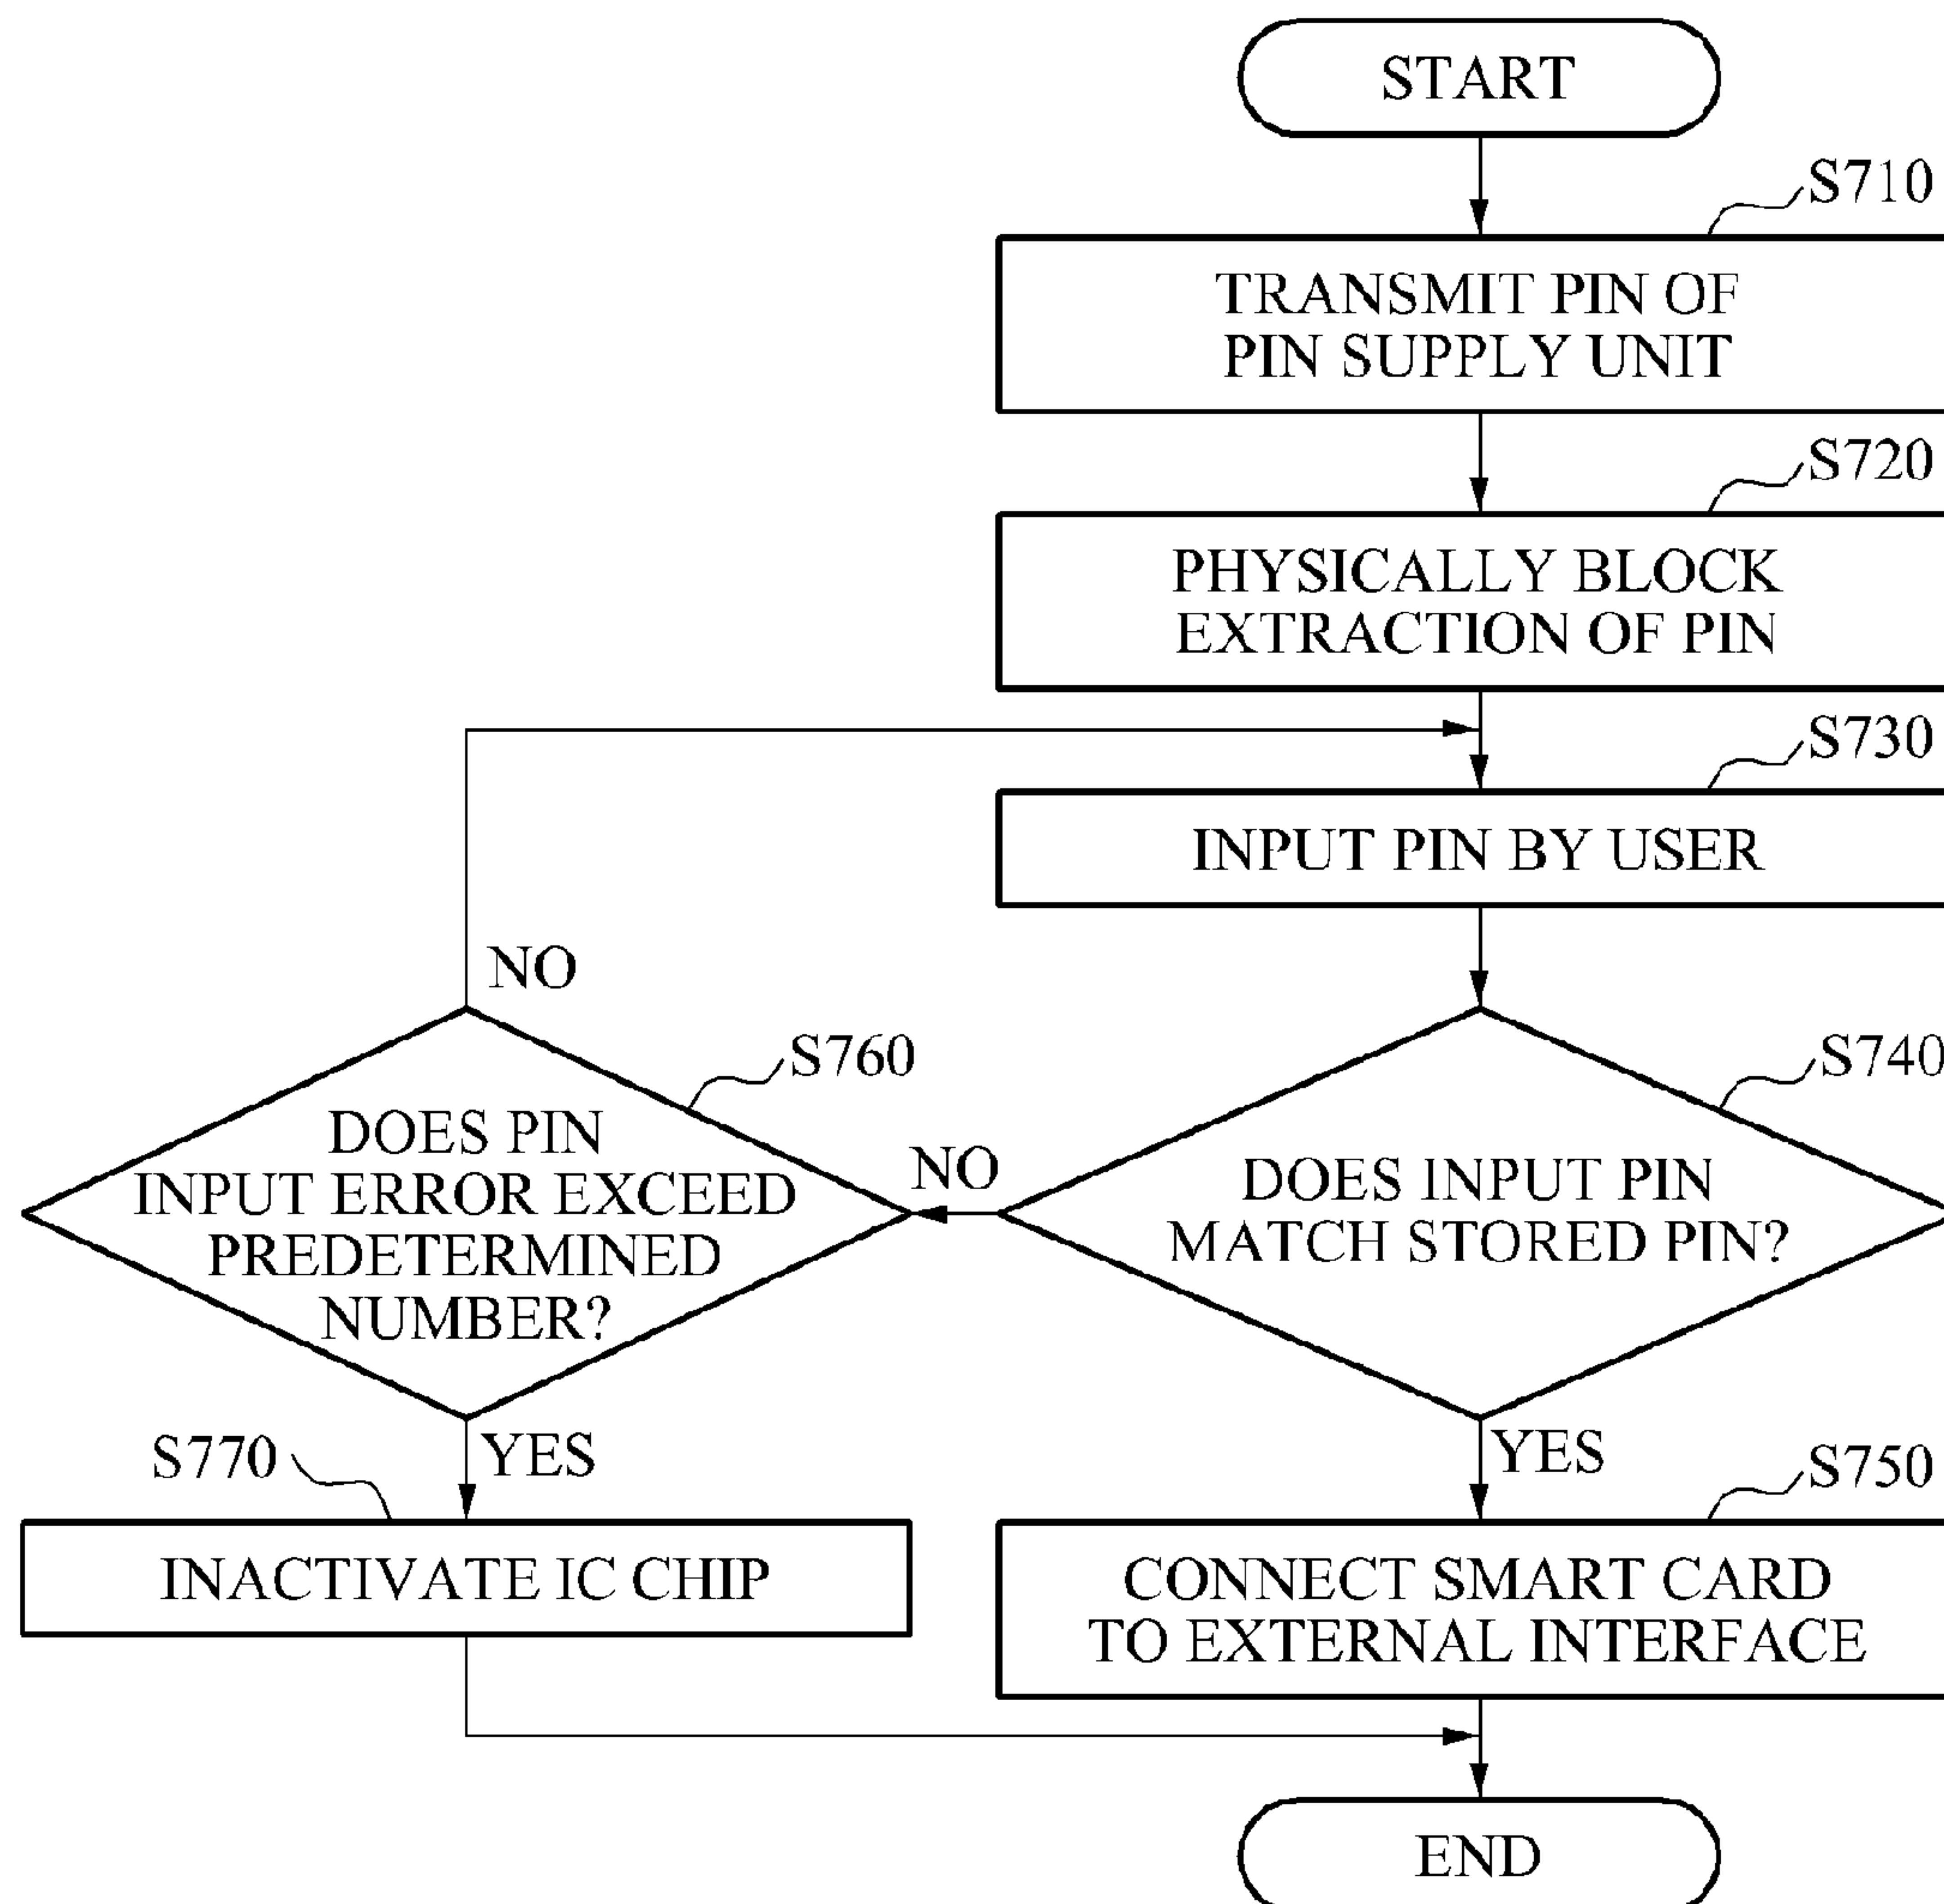 START
S710
TRANSMIT PIN OF
PIN SUPPLY UNIT
S720
PHYSICALLY BLOCK
EXTRACTION OF PIN
S730
INPUT PIN BY USER
NO
S760
DOES PIN
INPUT ERROR EXCEED
PREDETERMINED
NUMBER?
NO
S740
DOES INPUT PIN
MATCH STORED PIN?
S770
YES
INACTIVATE IC CHIP
YES
S750
CONNECT SMART CARD
TO EXTERNAL INTERFACE
END